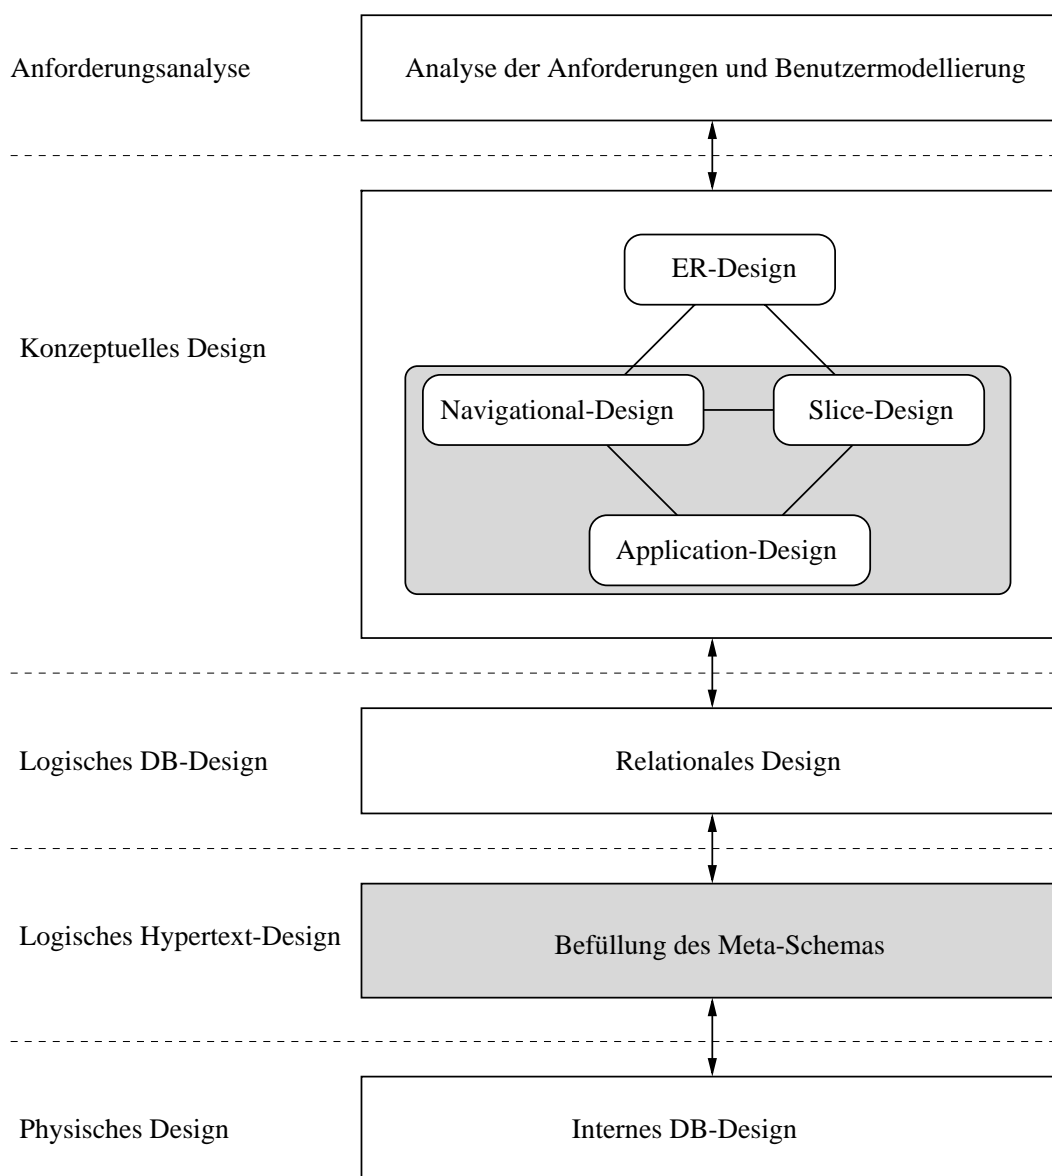 Anforderungsanalyse
Analyse der Anforderungen und Benutzermodellierung
Konzeptuelles Design
ER-Design
Navigational-Design
Slice-Design
Application-Design
Logisches DB-Design
Relationales Design
Logisches Hypertext-Design
Befüllung des Meta-Schemas
Physisches Design
Internes DB-Design